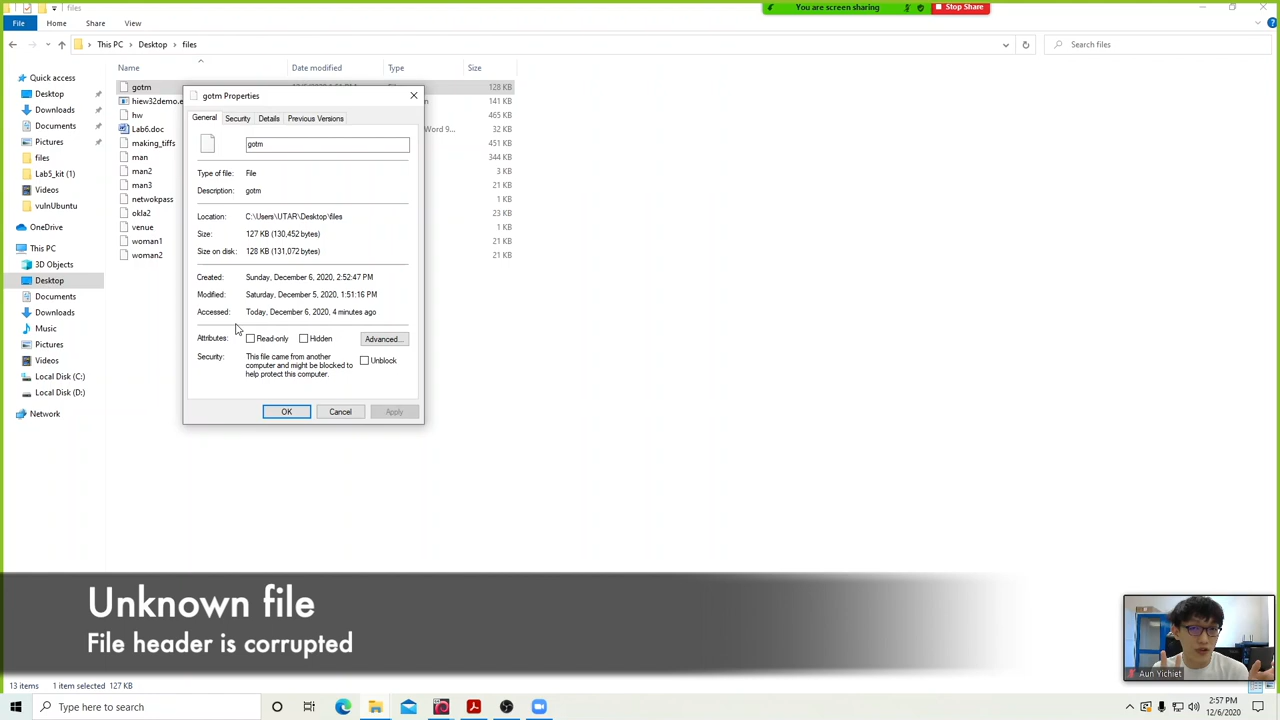 files
You are screen sharing
Stop Share
File
Home
Share
View
This PC
Desktop
files
Search files
Name
Date modified
Type
Size
Quick access
Desktop
Downloads
Documents
Pictures
files
Lab5_kit (1)
Videos
vulnUbuntu
OneDrive
This PC
3D Objects
Desktop
Documents
Downloads
Music
Pictures
Videos
Local Disk (C:)
Local Disk (D:)
Network
gotm
128 KB
hiew32demo.e
141 KB
hw
465 KB
Lab6.doc
Word 9...
32 KB
making_tiffs
451 KB
man
344 KB
man2
3 KB
man3
21 KB
netwokpass
1 KB
okla2
23 KB
venue
1 KB
woman1
21 KB
woman2
21 KB
gotm Properties
General
Security
Details
Previous Versions
gotm
Type of file:
File
Description:
gotm
Location:
C:\Users\UTAR\Desktop\files
Size:
127 KB (130,452 bytes)
Size on disk:
128 KB (131,072 bytes)
Created:
Sunday, December 6, 2020, 2:52:47 PM
Modified:
Saturday, December 5, 2020, 1:51:16 PM
Accessed:
Today, December 6, 2020, 4 minutes ago
Attributes:
Read-only
Hidden
Advanced...
Security:
This file came from another
computer and might be blocked to
help protect this computer.
Unblock
OK
Cancel
Apply
Unknown file
File header is corrupted
Aun Yichiet
13 items
1 item selected 127 KB
Type here to search
2:57 PM
12/6/2020